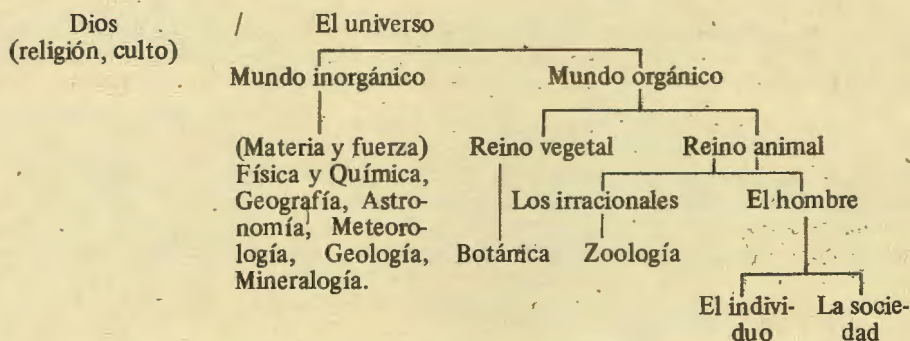 Dios / El universo
(religión, culto)
Mundo inorgánico Mundo orgánico
(Materia y fuerza) Reino vegetal Reino animal
Física y Química,
Geografía, Astro- Los irracionales El hombre
nomía, Meteoro-
logía, Geología, Botánica Zoología
Mineralogía.
El indivi- La socie-
duo dad